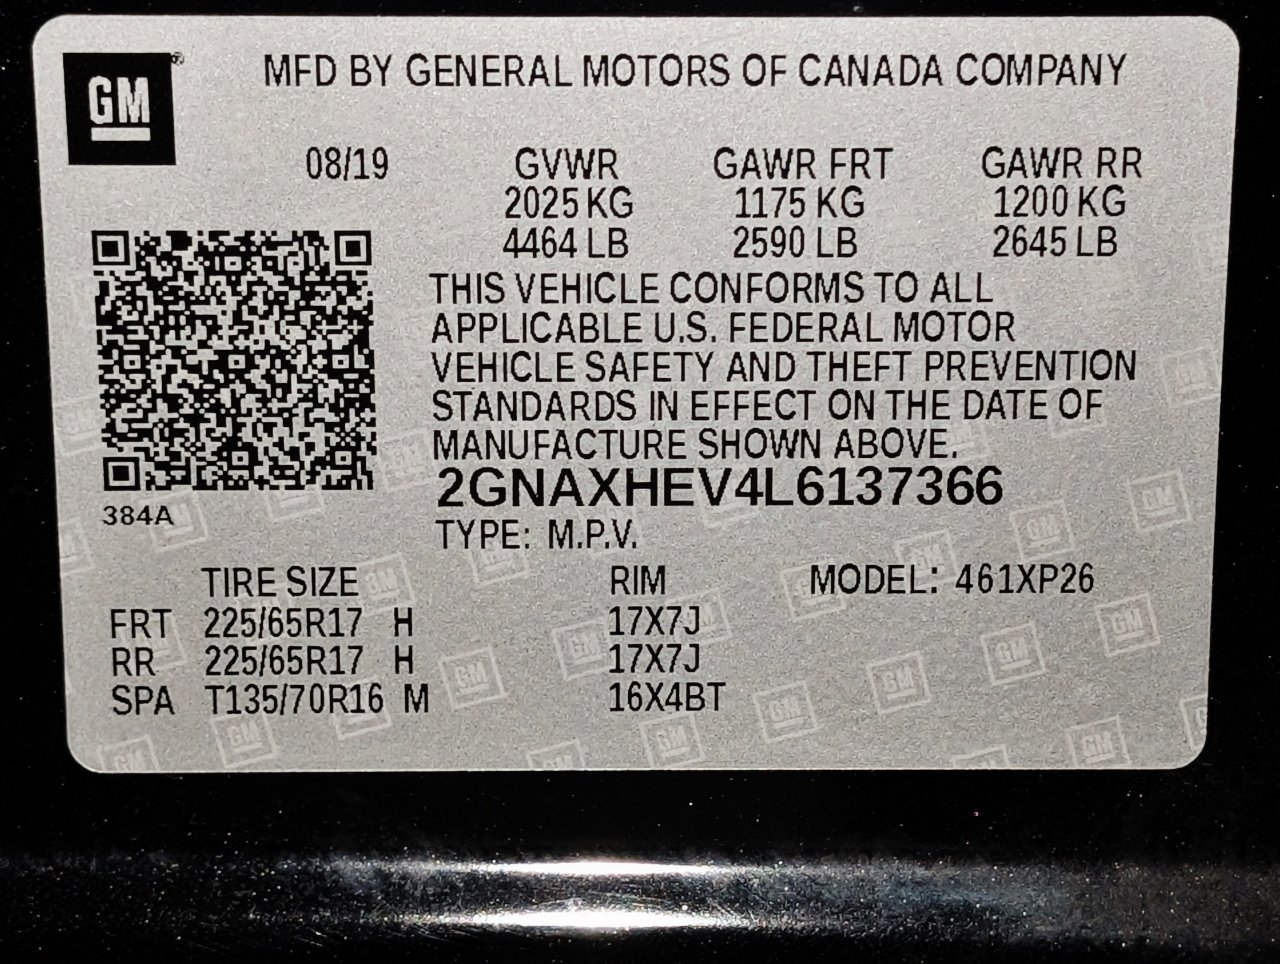 GM ®
MFD BY GENERAL MOTORS OF CANADA COMPANY
08/19 GVWR GAWR FRT GAWR RR
2025 KG 1175 KG 1200 KG
4464 LB 2590 LB 2645 LB
THIS VEHICLE CONFORMS TO ALL
APPLICABLE U.S. FEDERAL MOTOR
VEHICLE SAFETY AND THEFT PREVENTION
STANDARDS IN EFFECT ON THE DATE OF
MANUFACTURE SHOWN ABOVE.
2GNAXHEV4L6137366
384A
TYPE: M.P.V.
TIRE SIZE RIM MODEL: 461XP26
FRT 225/65R17 H 17X7J
RR 225/65R17 H 17X7J
SPA T135/70R16 M 16X4BT